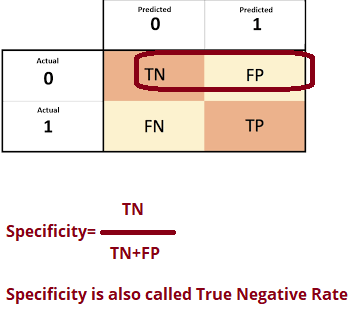 Predicted Predicted
0 1
Actual
0 TN FP
Actual
1 FN TP
TN
Specificity=
TN+FP
Specificity is also called True Negative Rate